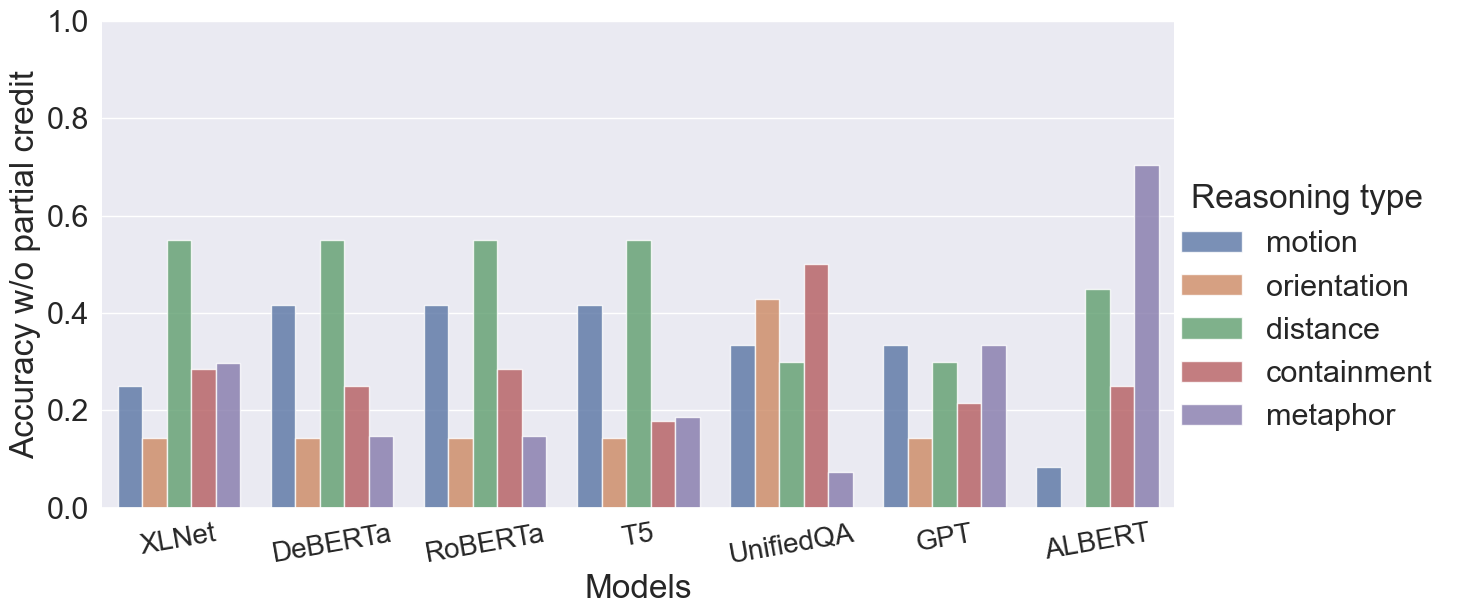 Accuracy w/o partial credit
1.0
0.8
0.6
0.4
0.2
0.0
XLNet
DeBERTa
RoBERTa
T5
UnifiedQA
GPT
ALBERT
Models
Reasoning type
motion
orientation
distance
containment
metaphor